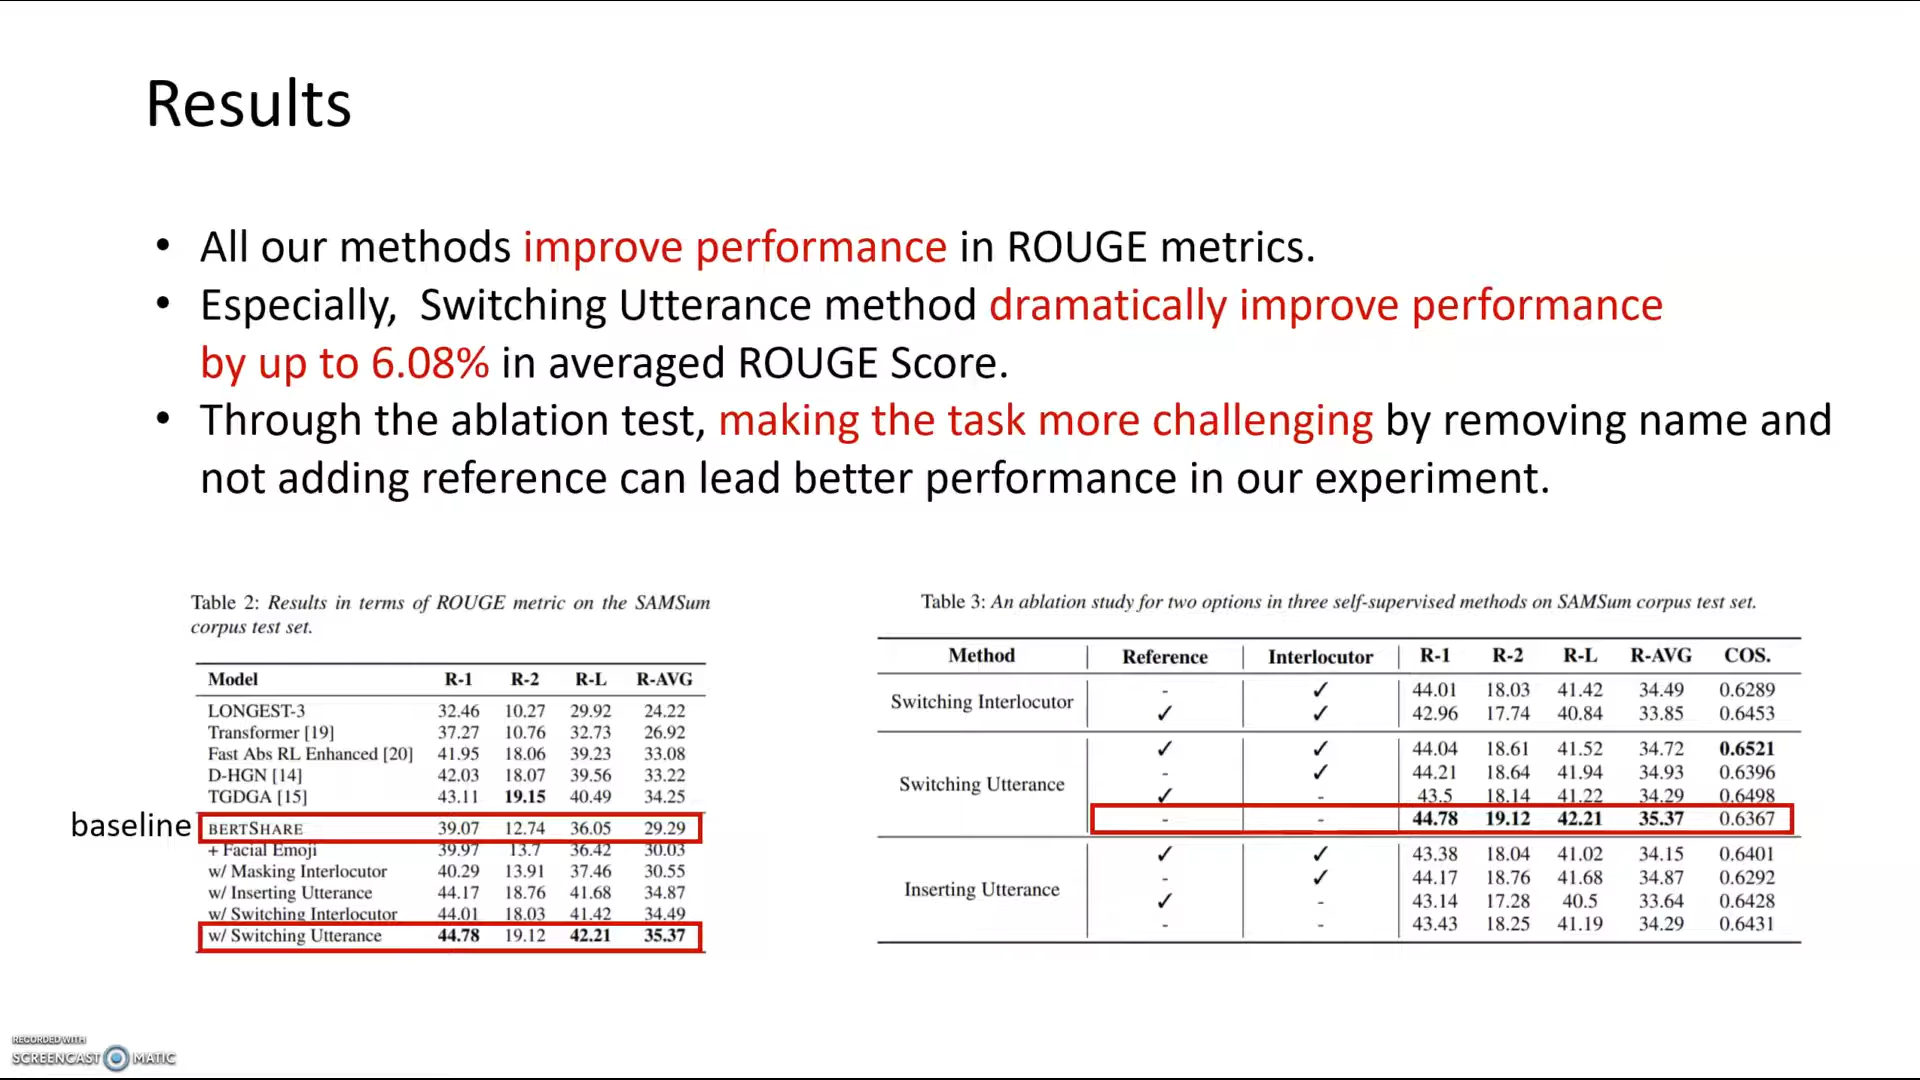 Results
• All our methods improve performance in ROUGE metrics.
• Especially, Switching Utterance method dramatically improve performance
by up to 6.08% in averaged ROUGE Score.
• Through the ablation test, making the task more challenging by removing name and
not adding reference can lead better performance in our experiment.
Table 2: Results in terms of ROUGE metric on the SAMSum
corpus test set.
Model R-1 R-2 R-L R-AVG
LONGEST-3 32.46 10.27 29.92 24.22
Transformer [19] 37.27 10.76 32.73 26.92
Fast Abs RL Enhanced [20] 41.95 18.06 39.23 33.08
D-HGN [14] 42.03 18.07 39.56 33.22
TGDGA [15] 43.11 19.15 40.49 34.25
baseline BERTSHARE 39.07 12.74 36.05 29.29
+ Facial Emoji 39.97 13.7 36.42 30.03
w/ Masking Interlocutor 40.29 13.91 37.46 30.55
w/ Inserting Utterance 44.17 18.76 41.68 34.87
w/ Switching Interlocutor 44.01 18.03 41.42 34.49
w/ Switching Utterance 44.78 19.12 42.21 35.37
Table 3: An ablation study for two options in three self-supervised methods on SAMSum corpus test set.
Method Reference Interlocutor R-1 R-2 R-L R-AVG COS.
Switching Interlocutor
- ✓ 44.01 18.03 41.42 34.49 0.6289
✓ ✓ 42.96 17.74 40.84 33.85 0.6453
Switching Utterance
✓ ✓ 44.04 18.61 41.52 34.72 0.6521
- ✓ 44.21 18.64 41.94 34.93 0.6396
✓ - 43.5 18.14 41.22 34.29 0.6498
- - 44.78 19.12 42.21 35.37 0.6367
Inserting Utterance
✓ ✓ 43.38 18.04 41.02 34.15 0.6401
- ✓ 44.17 18.76 41.68 34.87 0.6292
✓ - 43.14 17.28 40.5 33.64 0.6428
- - 43.43 18.25 41.19 34.29 0.6431
RECORDED WITH
SCREENCAST MATIC